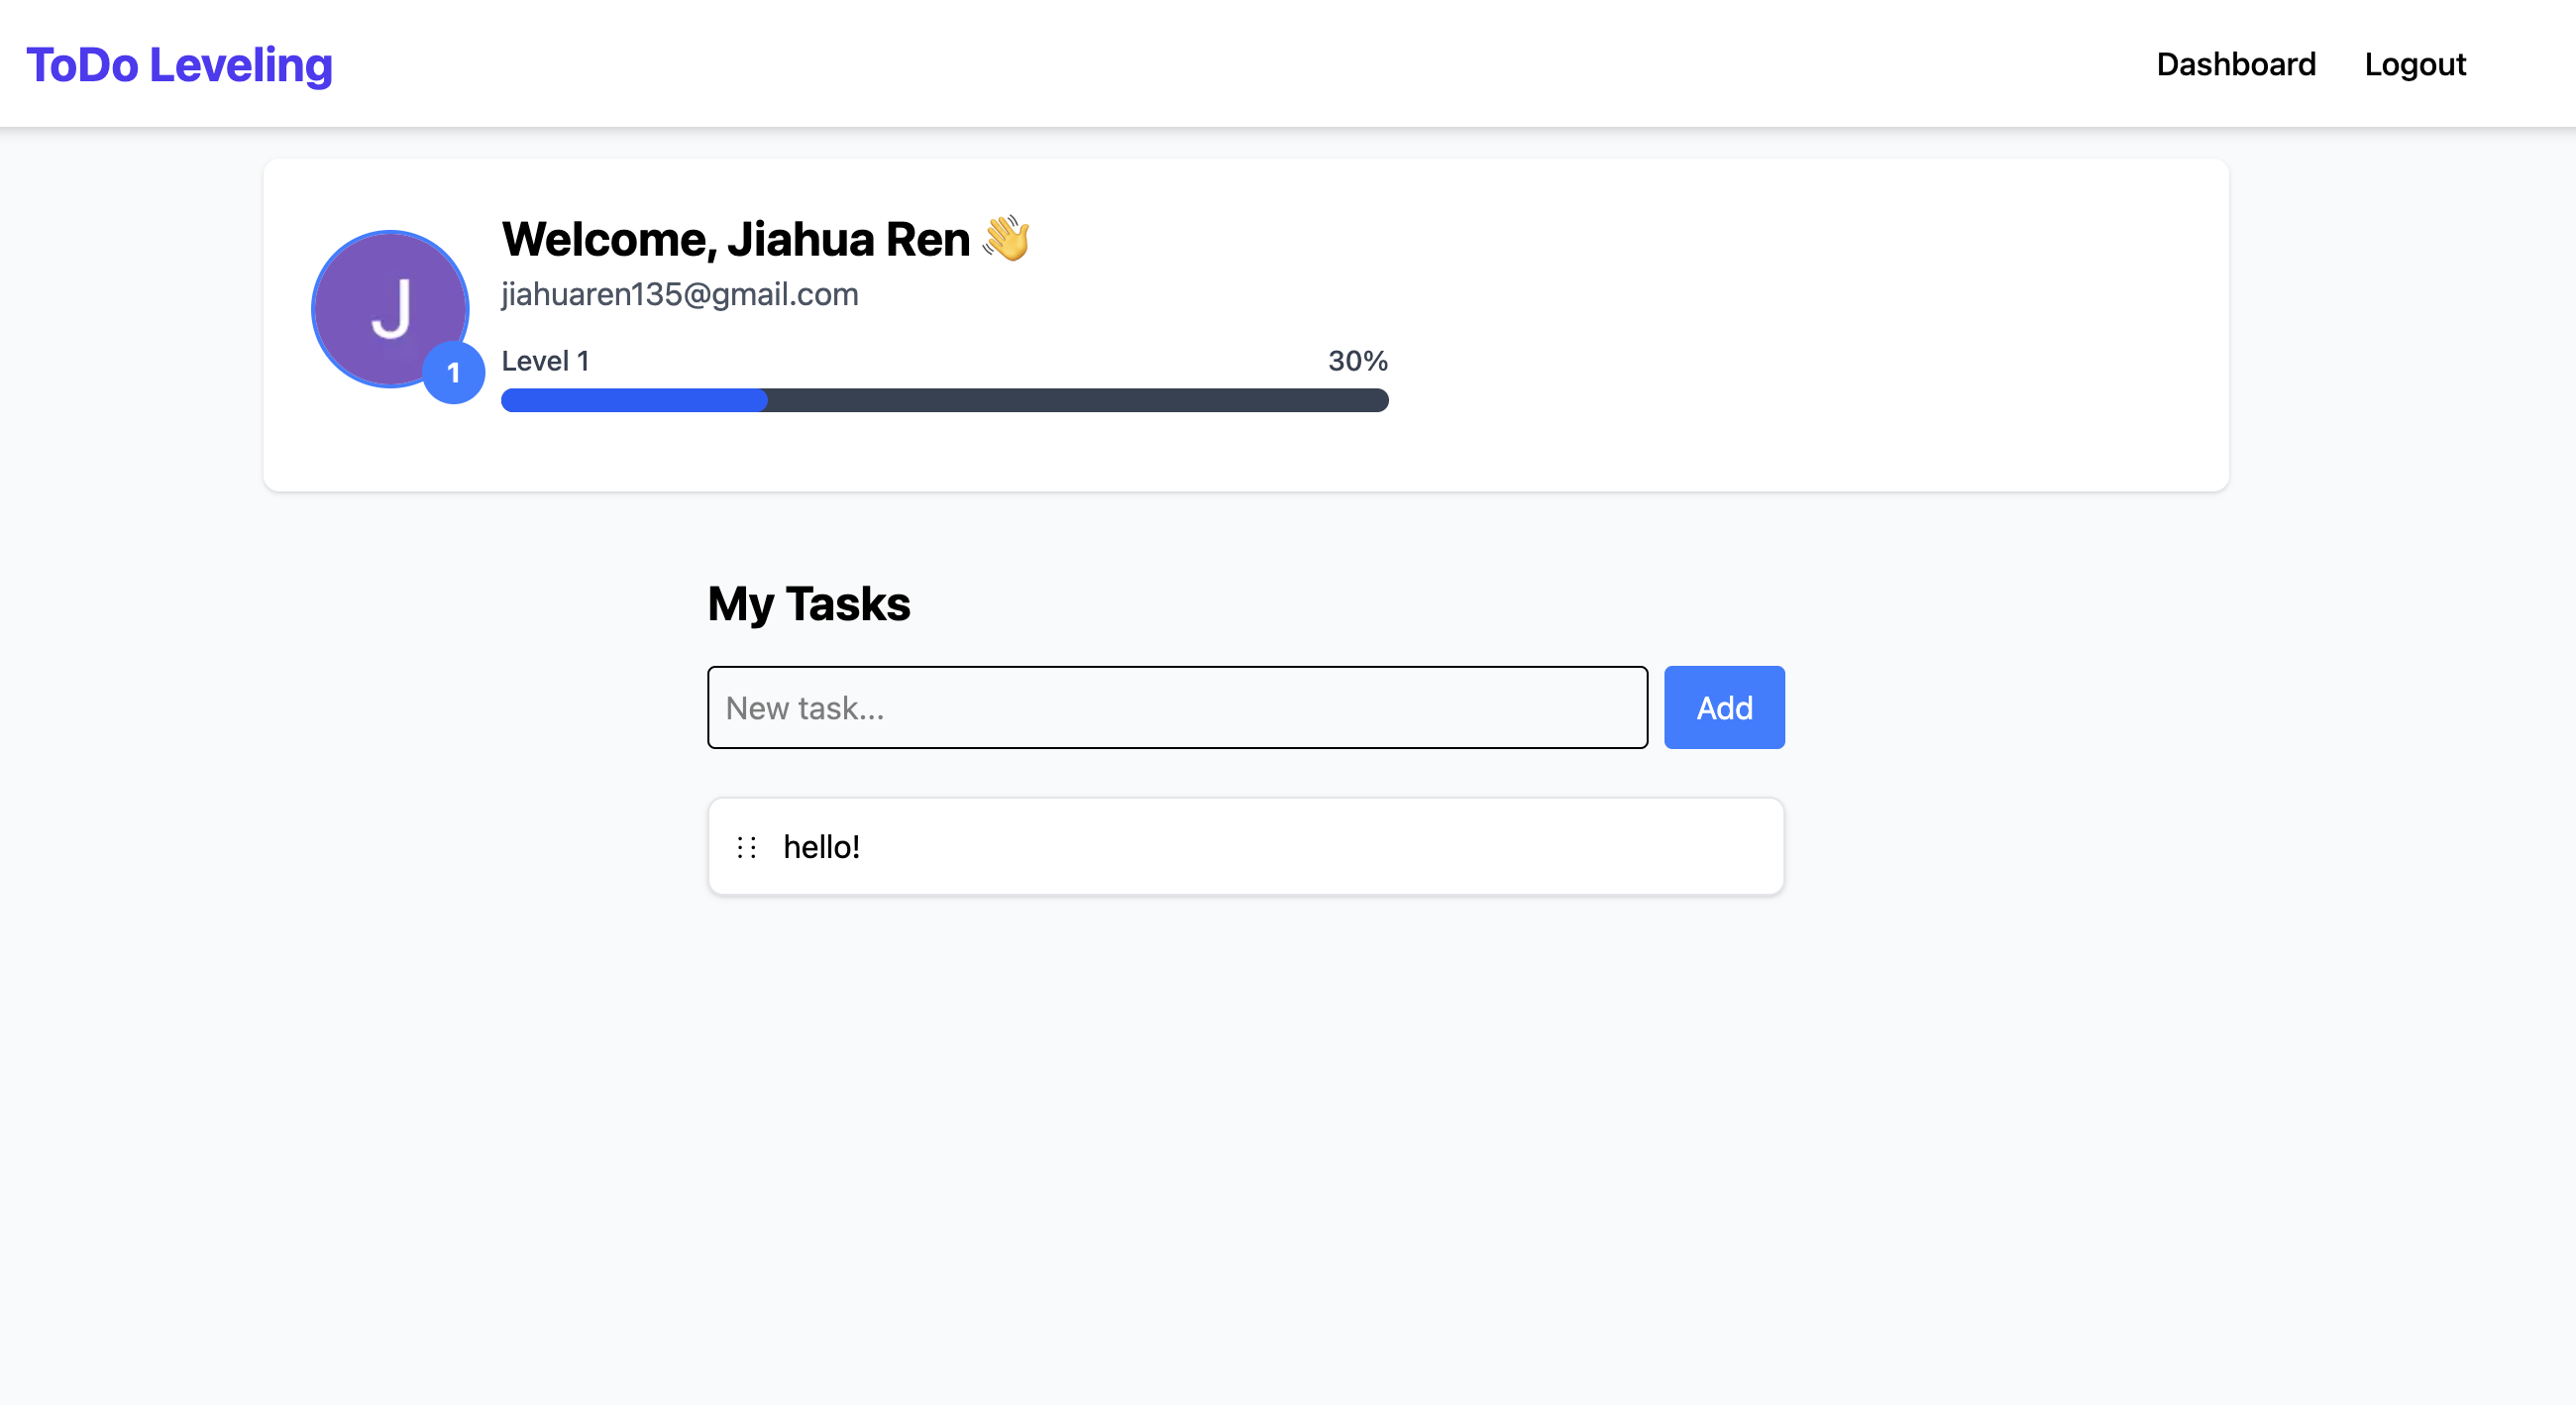 ToDo Leveling
Dashboard Logout
Welcome, Jiahua Ren 👋
jiahuaren135@gmail.com
J
1
Level 1 30%
My Tasks
New task...
Add
hello!